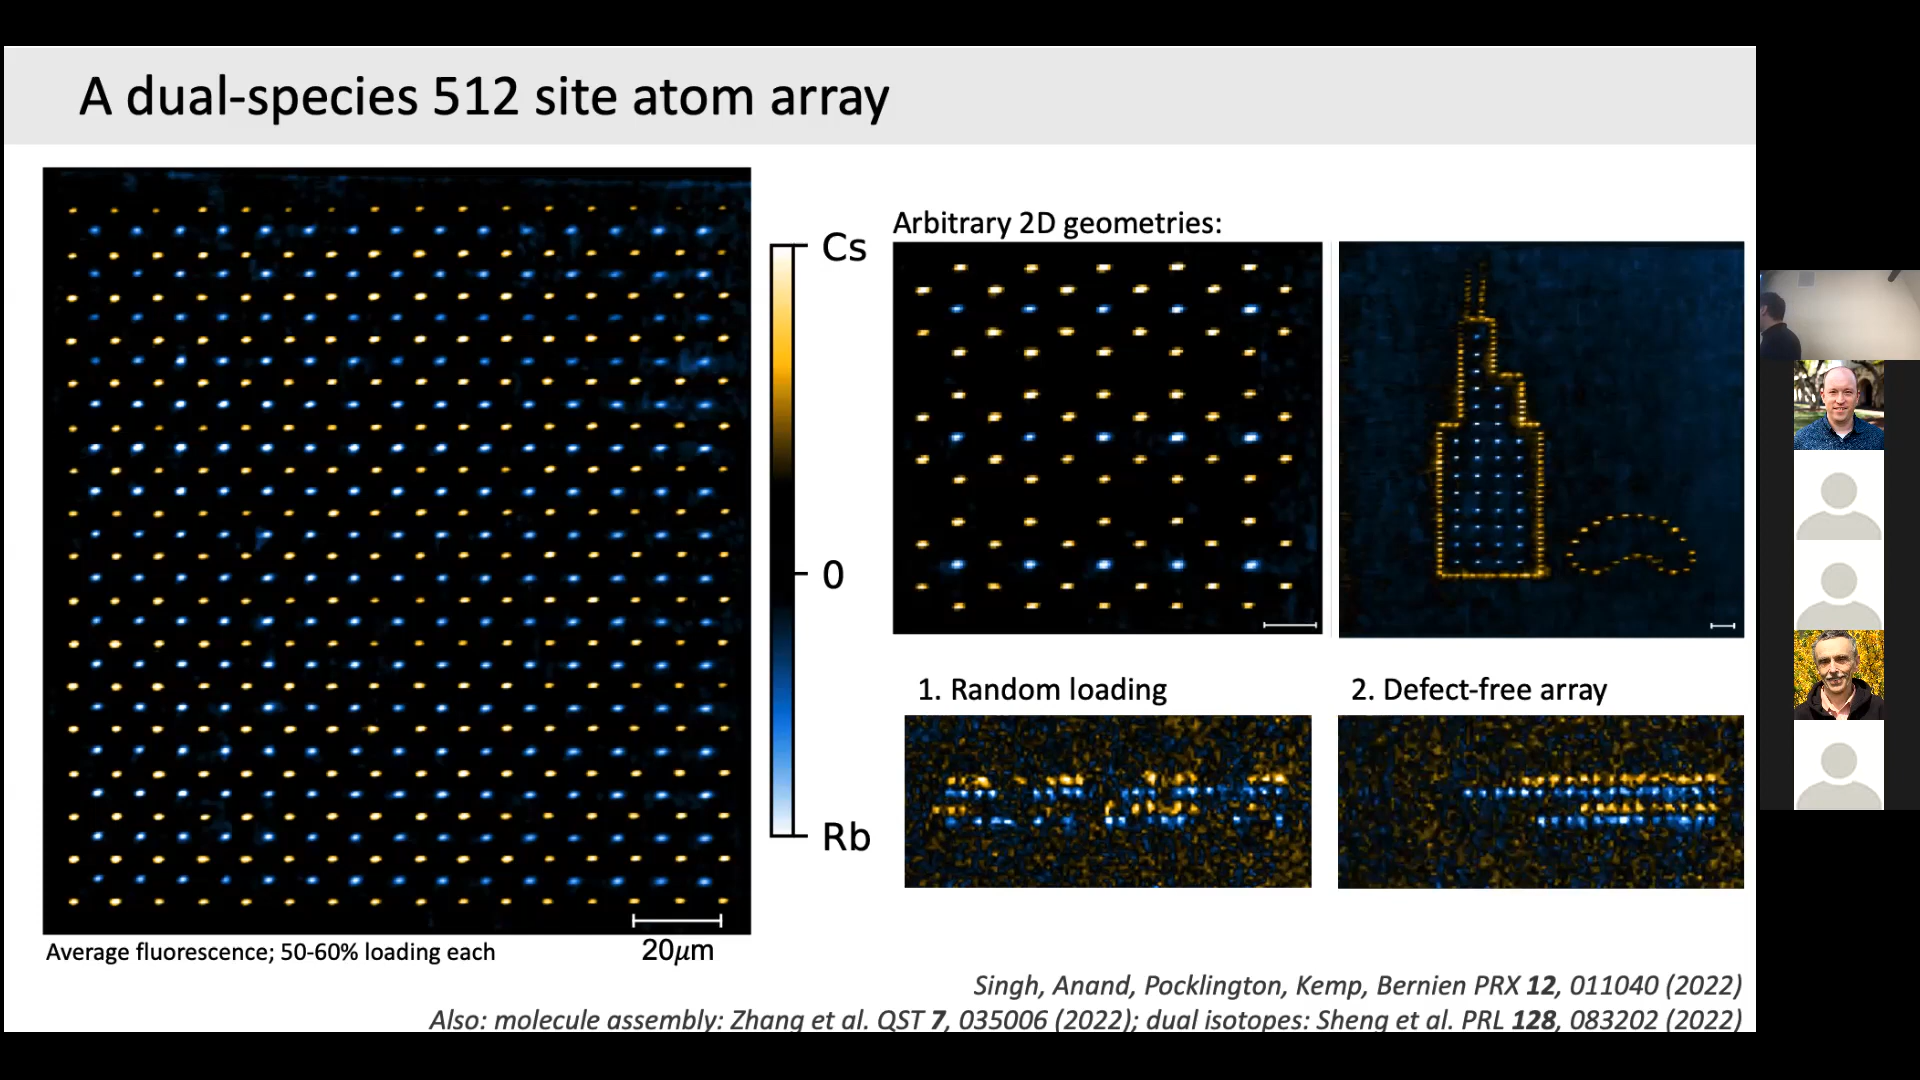 A dual-species 512 site atom array
Cs
0
Rb
Average fluorescence; 50-60% loading each
20μm
Arbitrary 2D geometries:
1. Random loading
2. Defect-free array
Singh, Anand, Pocklington, Kemp, Bernien PRX 12, 011040 (2022)
Also: molecule assembly: Zhang et al. QST 7, 035006 (2022); dual isotopes: Sheng et al. PRL 128, 083202 (2022)